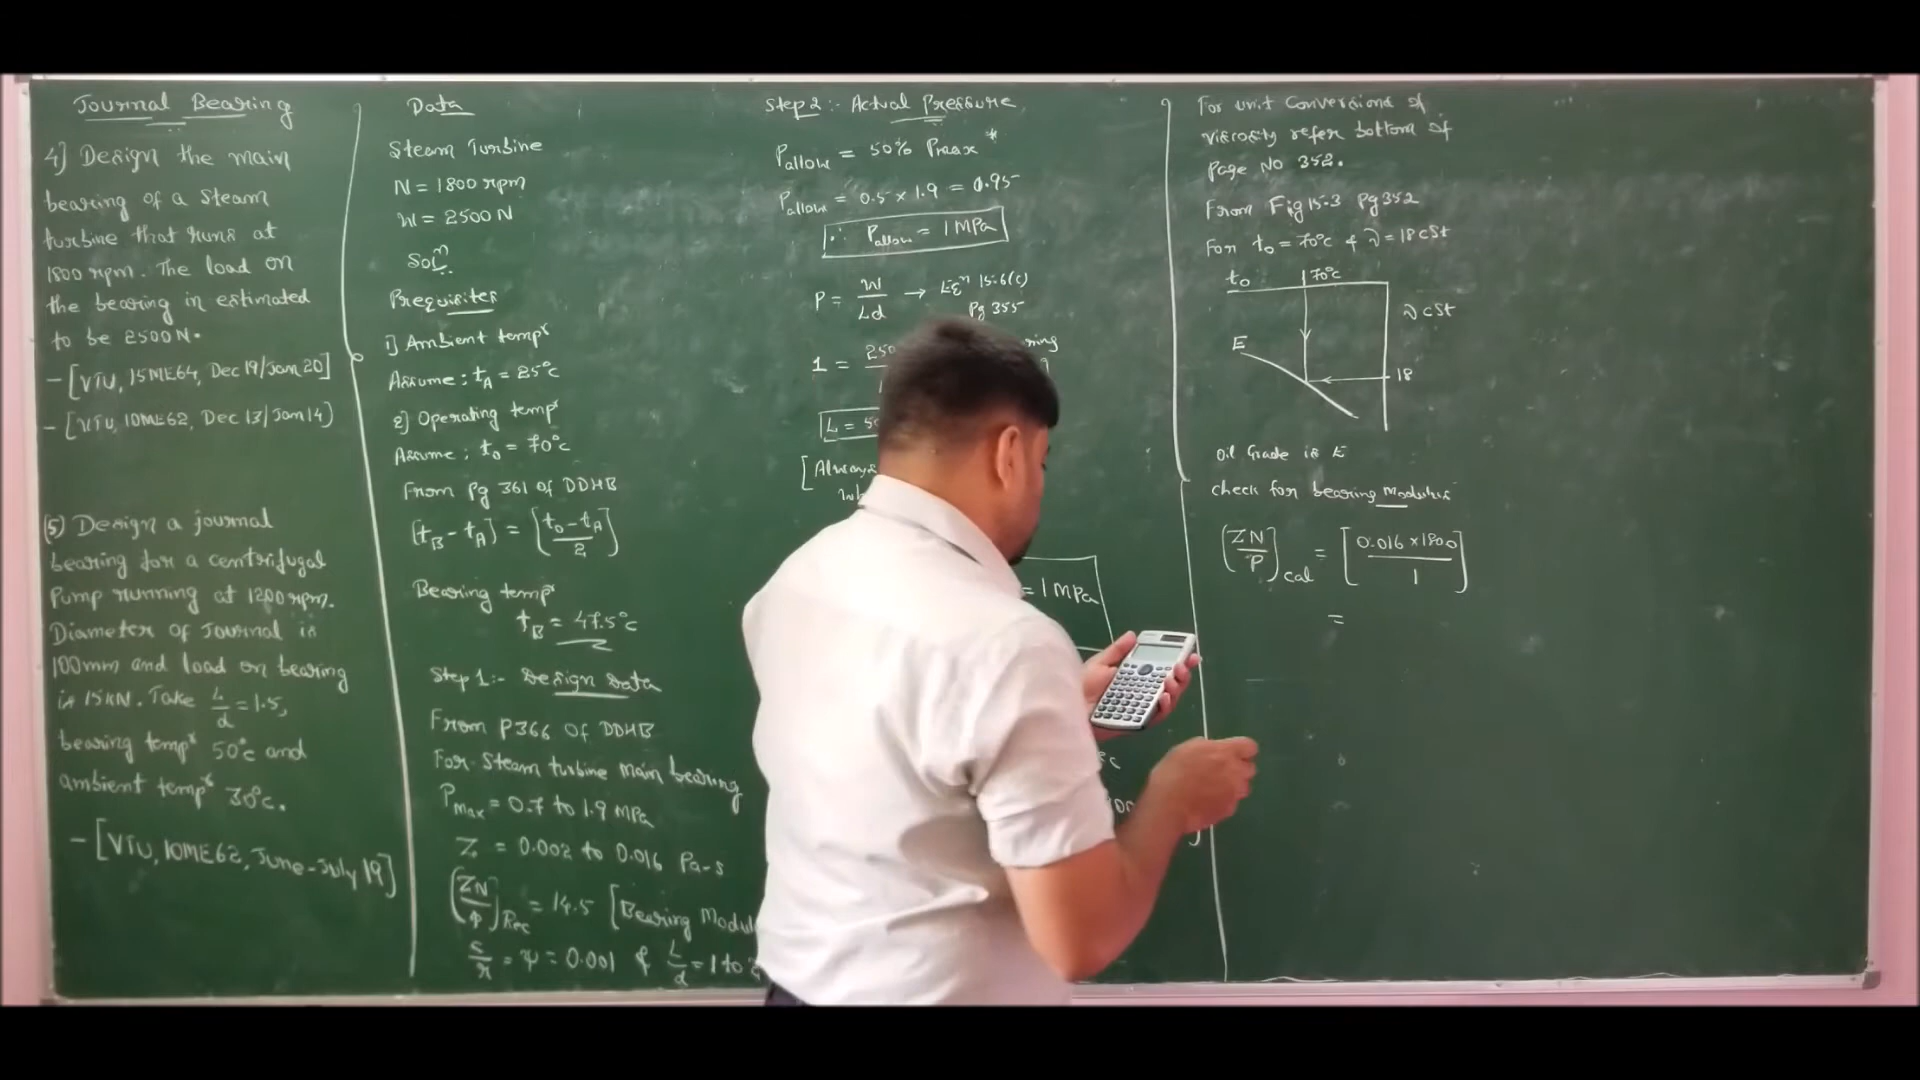 Journal Bearing
4) Design the main
bearing of a steam
turbine that runs at
1800 rpm. The load on
the bearing is estimated
to be 2500 N.
- [VTU, 15ME64, Dec 19/Jan 20]
- [VTU, 10ME62, Dec 13/Jan 14)
(5) Design a journal
bearing for a centrifugal
Pump running at 1200 rpm.
Diameter of Journal is
100mm and load on bearing
is 15kN. Take L/d = 1.5,
bearing tempr 50°c and
ambient tempr 30°c.
- [VTU, 10ME62, June-July 19]
Data
Steam Turbine
N = 1800 rpm
W = 2500 N
Soln.
Prequisites
1) Ambient tempr
Assume: tA = 25°c
2) Operating tempr
Assume: to = 70°c
From Pg 361 of DDHB
(tB - tA) = (to - tA / 2)
Bearing tempr
tB = 47.5°c
Step 1:- Design Data
From P366 of DDHB
For Steam turbine main bearing
Pmax = 0.7 to 1.9 MPa
Z = 0.002 to 0.016 Pa-s
(ZN/P)Rec = 14.5 [Bearing
c/r = ψ = 0.001 & L/d = 1 to
Step 2:- Actual Pressure
Pallow = 50% Pmax *
Pallow = 0.5 x 1.9 = 0.95
∴ Pallow = 1 MPa
P = W/Ld → Eqn 15.6(c)
Pg 355
1 =
L =
= 1 MPa
For unit conversions of
viscosity refer bottom of
page No 352.
From Fig 15.3 Pg 352
For to = 70°c & ν = 18 cSt
to 70°c
ν cSt
E
18
Oil Grade is E
check for bearing modulus
(ZN/P)cal = [0.016 x 1800 / 1]
=